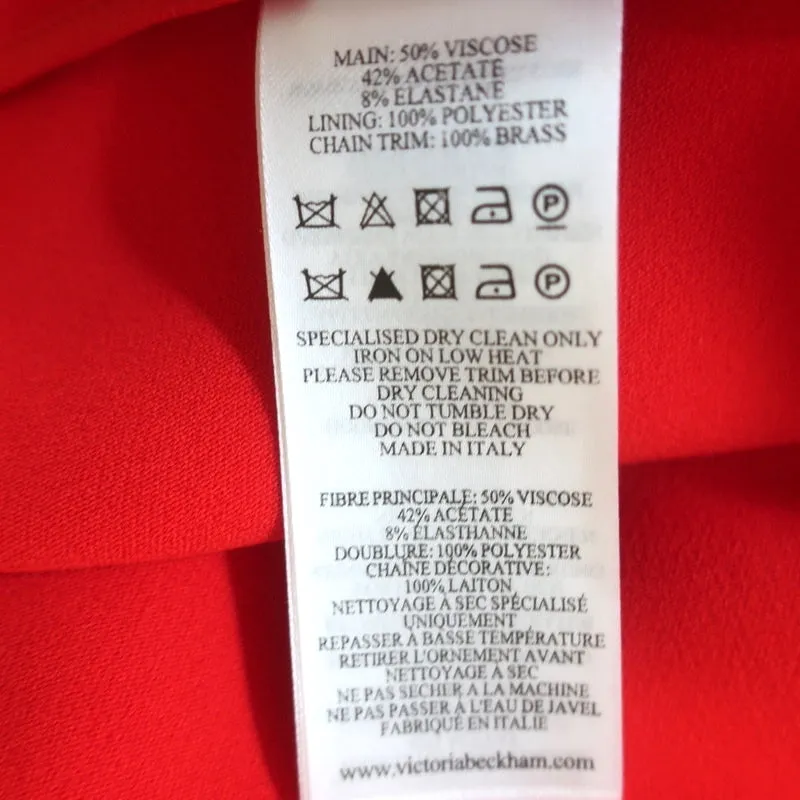 MAIN: 50% VISCOSE
42% ACETATE
8% ELASTANE
LINING: 100% POLYESTER
CHAIN TRIM: 100% BRASS
P
P
SPECIALISED DRY CLEAN ONLY
IRON ON LOW HEAT
PLEASE REMOVE TRIM BEFORE
DRY CLEANING
DO NOT TUMBLE DRY
DO NOT BLEACH
MADE IN ITALY
FIBRE PRINCIPALE: 50% VISCOSE
42% ACÉTATE
8% ÉLASTHANNE
DOUBLURE: 100% POLYESTER
CHAÎNE DÉCORATIVE:
100% LAITON
NETTOYAGE À SEC SPÉCIALISÉ
UNIQUEMENT
REPASSER À BASSE TEMPÉRATURE
RETIRER L'ORNEMENT AVANT
NETTOYAGE À SEC
NE PAS SECHER A LA MACHINE
NE PAS PASSER À L'EAU DE JAVEL
FABRIQUÉ EN ITALIE
www.victoriabeckham.com